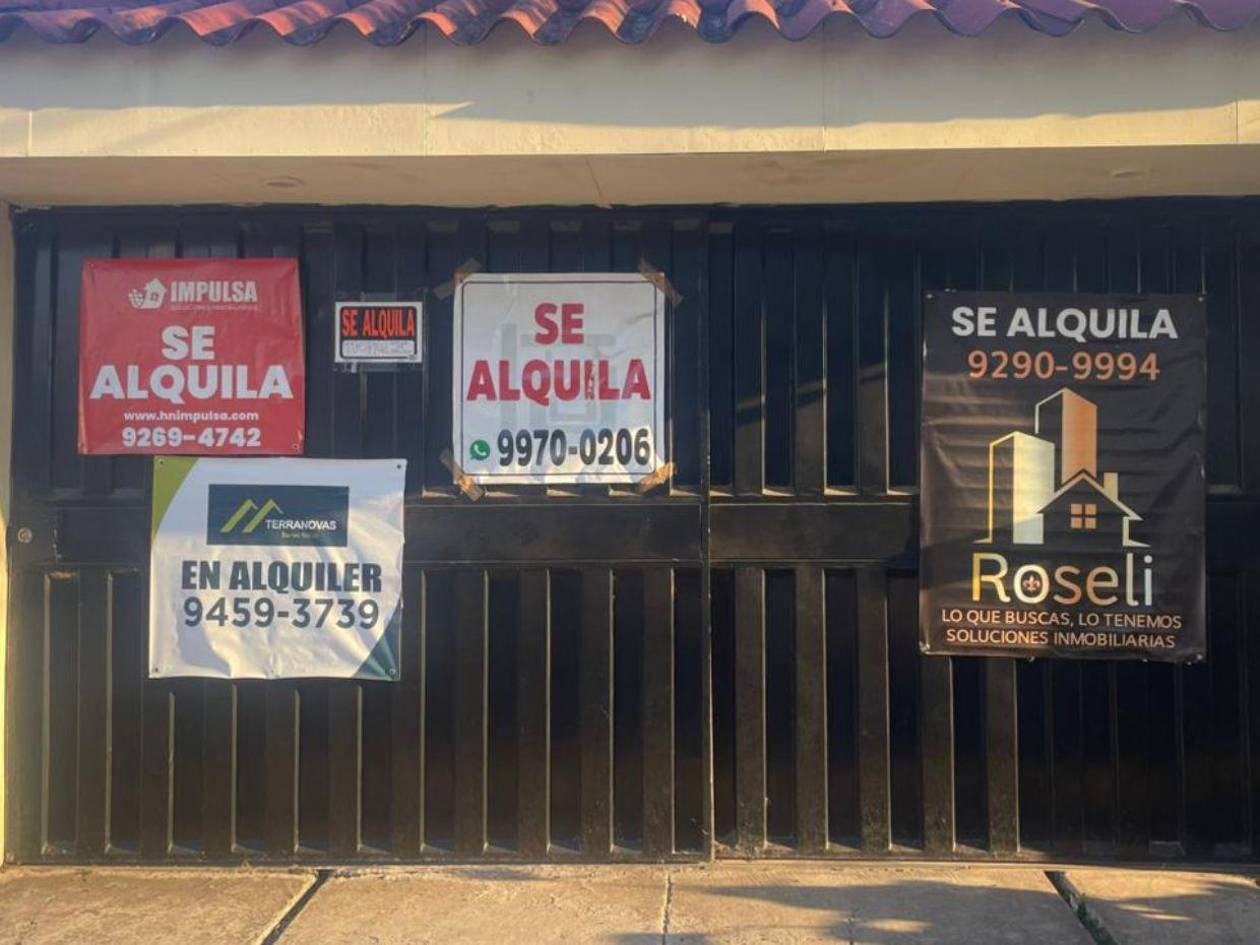 IMPULSA
SE
ALQUILA
www.hnimpulsa.com
9269-4742
SE ALQUILA
SE
ALQUILA
9970-0206
TERRANOVAS
EN ALQUILER
9459-3739
SE ALQUILA
9290-9994
Roseli
LO QUE BUSCAS, LO TENEMOS
SOLUCIONES INMOBILIARIAS